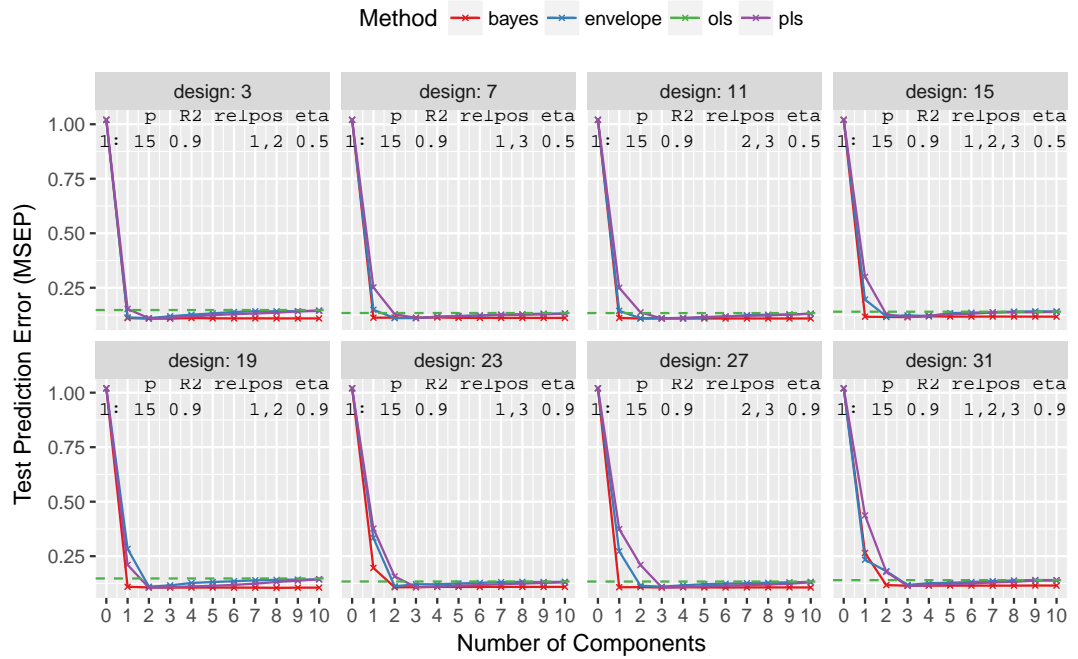 Method bayes envelope ols pls
design: 3 design: 7 design: 11 design: 15
p R2 relpos eta p R2 relpos eta p R2 relpos eta p R2 relpos eta
1: 15 0.9 1,2 0.5 1: 15 0.9 1,3 0.5 1: 15 0.9 2,3 0.5 1: 15 0.9 1,2,3 0.5
1.00
0.75
0.50
0.25
design: 19 design: 23 design: 27 design: 31
p R2 relpos eta p R2 relpos eta p R2 relpos eta p R2 relpos eta
1: 15 0.9 1,2 0.9 1: 15 0.9 1,3 0.9 1: 15 0.9 2,3 0.9 1: 15 0.9 1,2,3 0.9
1.00
0.75
0.50
0.25
0 1 2 3 4 5 6 7 8 9 10 0 1 2 3 4 5 6 7 8 9 10 0 1 2 3 4 5 6 7 8 9 10 0 1 2 3 4 5 6 7 8 9 10
Number of Components
Test Prediction Error (MSEP)